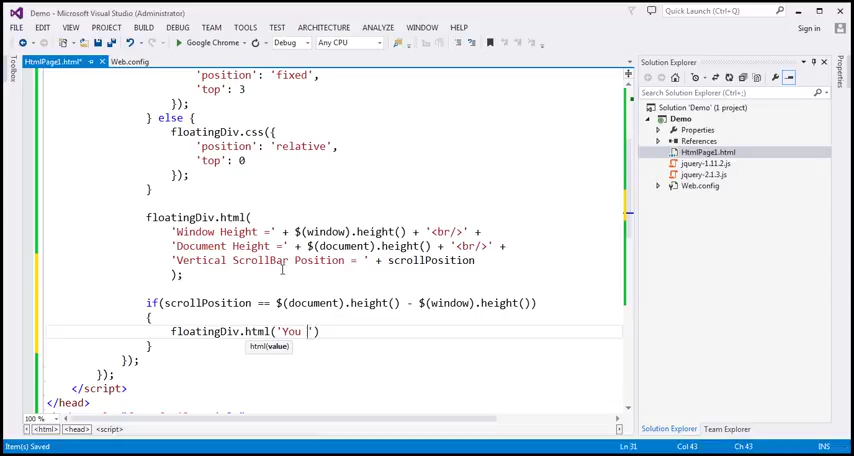 Demo - Microsoft Visual Studio (Administrator)
Quick Launch (Ctrl+Q)
FILE EDIT VIEW PROJECT BUILD DEBUG TEAM TOOLS TEST ARCHITECTURE ANALYZE WINDOW HELP
Sign in
Google Chrome Debug Any CPU
HtmlPage1.html* Web.config
Toolbox
'position': 'fixed',
'top': 3
});
} else {
floatingDiv.css({
'position': 'relative',
'top': 0
});
}
floatingDiv.html(
'Window Height =' + $(window).height() + '<br/>' +
'Document Height =' + $(document).height() + '<br/>' +
'Vertical ScrollBar Position = ' + scrollPosition
);
if(scrollPosition == $(document).height() - $(window).height())
{
floatingDiv.html('You ')
}
html(value)
});
});
</script>
</head>
100 %
<html> <head> <script>
Solution Explorer
Search Solution Explorer (Ctrl+;)
Solution 'Demo' (1 project)
Demo
Properties
References
HtmlPage1.html
jquery-1.11.2.js
jquery-2.1.3.js
Web.config
Solution Explorer Team Explorer
Properties
Item(s) Saved Ln 31 Col 43 Ch 43 INS